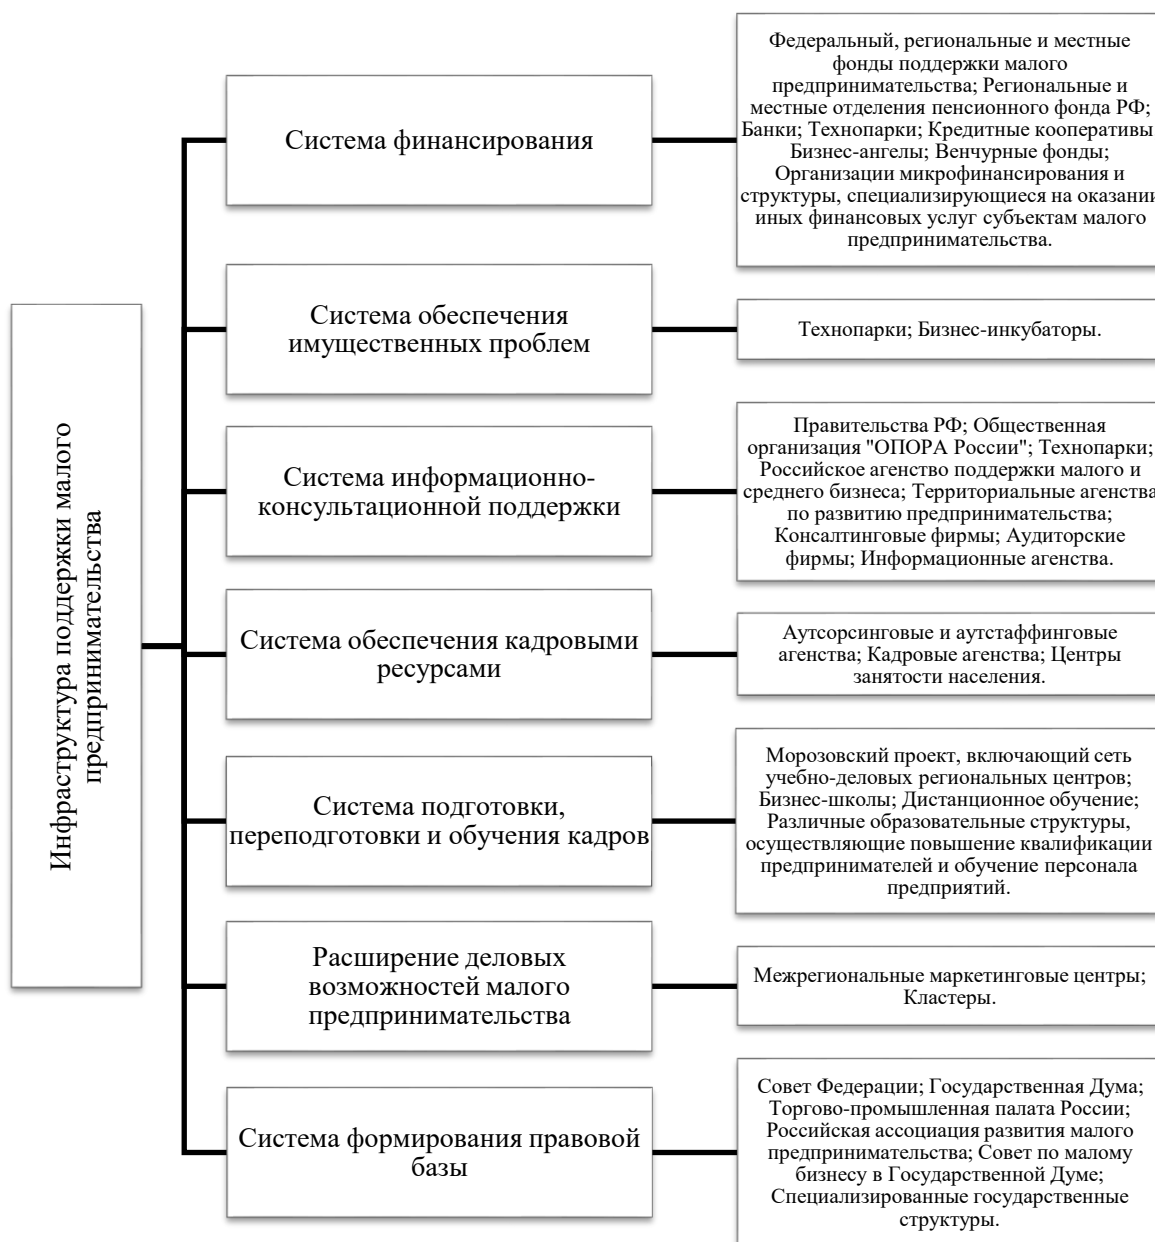 Инфраструктура поддержки малого
предпринимательства
Система финансирования
Федеральный, региональные и местные
фонды поддержки малого
предпринимательства; Региональные и
местные отделения пенсионного фонда РФ;
Банки; Технопарки; Кредитные кооперативы
Бизнес-ангелы; Венчурные фонды;
Организации микрофинансирования и
структуры, специализирующиеся на оказании
иных финансовых услуг субъектам малого
предпринимательства.
Система обеспечения
имущественных проблем
Технопарки; Бизнес-инкубаторы.
Система информационно-
консультационной поддержки
Правительства РФ; Общественная
организация "ОПОРА России"; Технопарки;
Российское агенство поддержки малого и
среднего бизнеса; Территориальные агенства
по развитию предпринимательства;
Консалтинговые фирмы; Аудиторские
фирмы; Информационные агенства.
Система обеспечения кадровыми
ресурсами
Аутсорсинговые и аутстаффинговые
агенства; Кадровые агенства; Центры
занятости населения.
Система подготовки,
переподготовки и обучения кадров
Морозовский проект, включающий сеть
учебно-деловых региональных центров;
Бизнес-школы; Дистанционное обучение;
Различные образовательные структуры,
осуществляющие повышение квалификации
предпринимателей и обучение персонала
предприятий.
Расширение деловых
возможностей малого
предпринимательства
Межрегиональные маркетинговые центры;
Кластеры.
Система формирования правовой
базы
Совет Федерации; Государственная Дума;
Торгово-промышленная палата России;
Российская ассоциация развития малого
предпринимательства; Совет по малому
бизнесу в Государственной Думе;
Специализированные государственные
структуры.